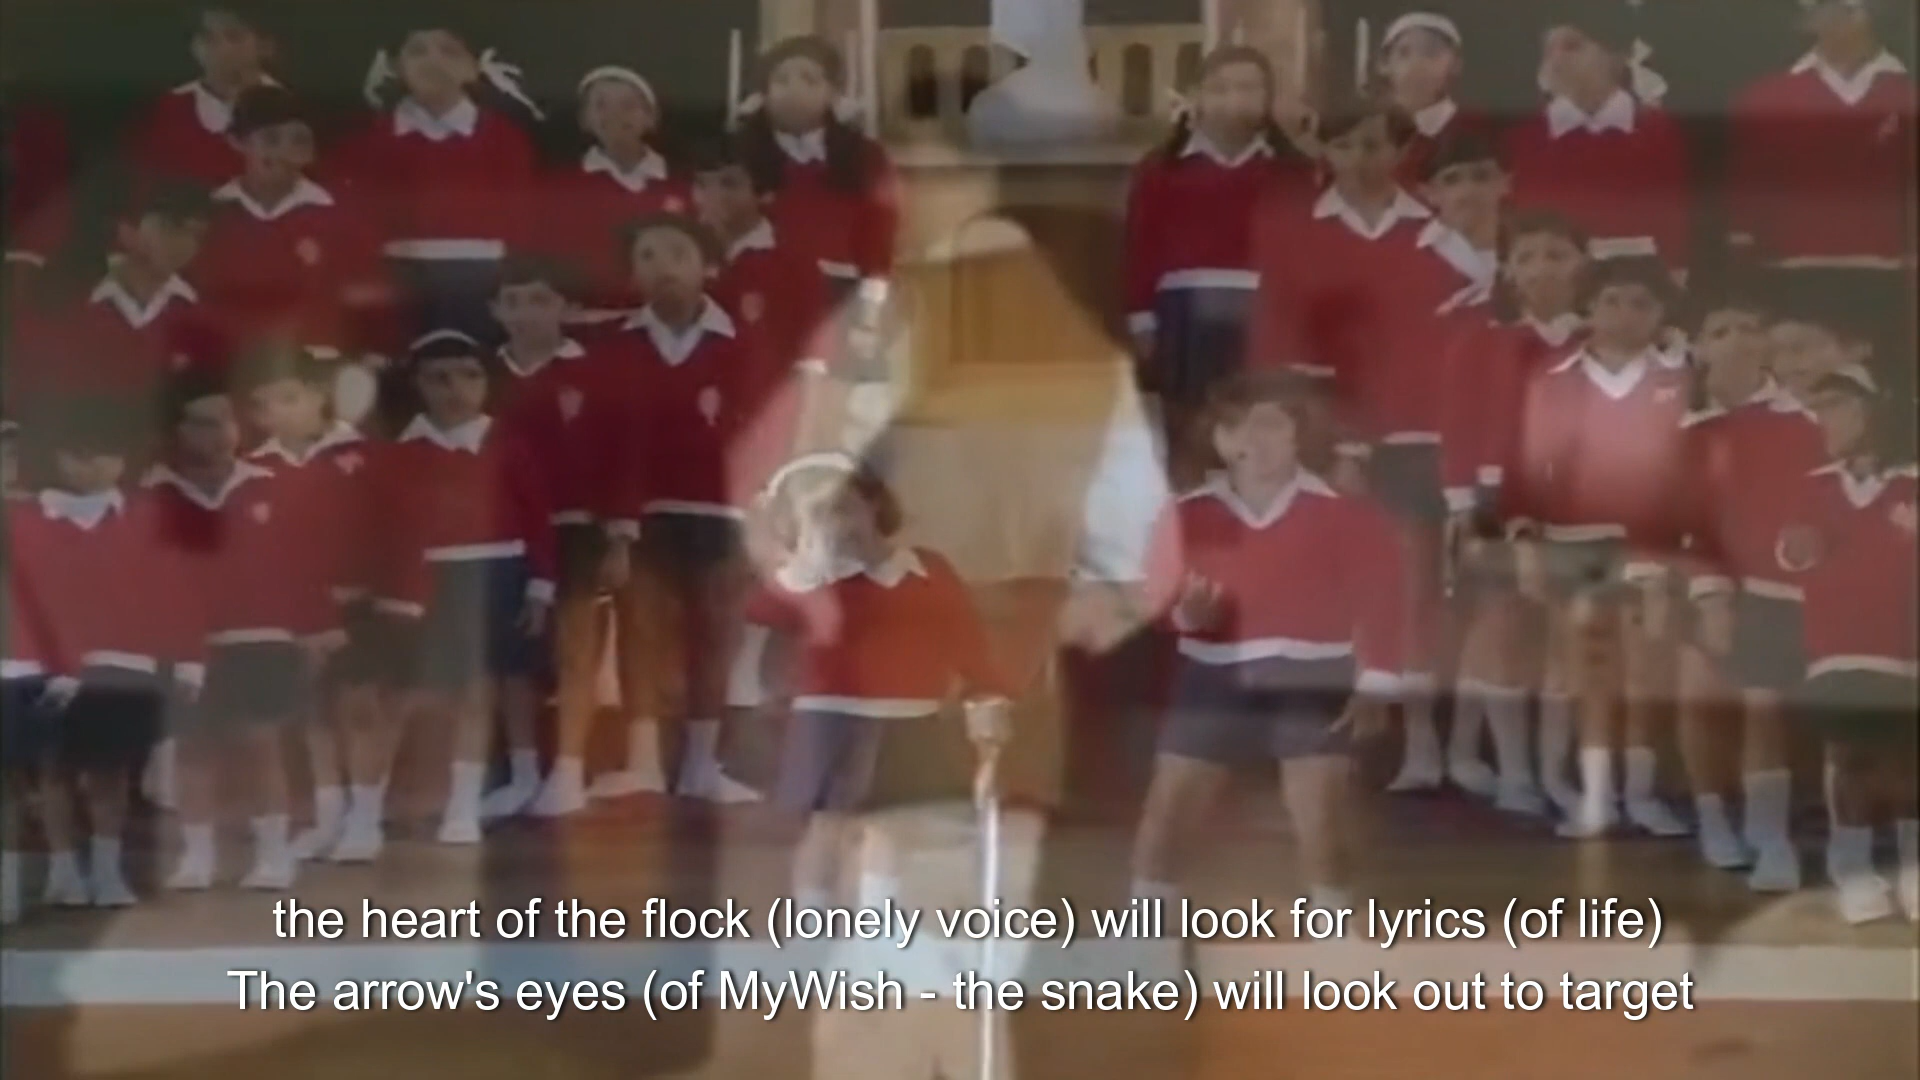 the heart of the flock (lonely voice) will look for lyrics (of life)
The arrow's eyes (of MyWish - the snake) will look out to target